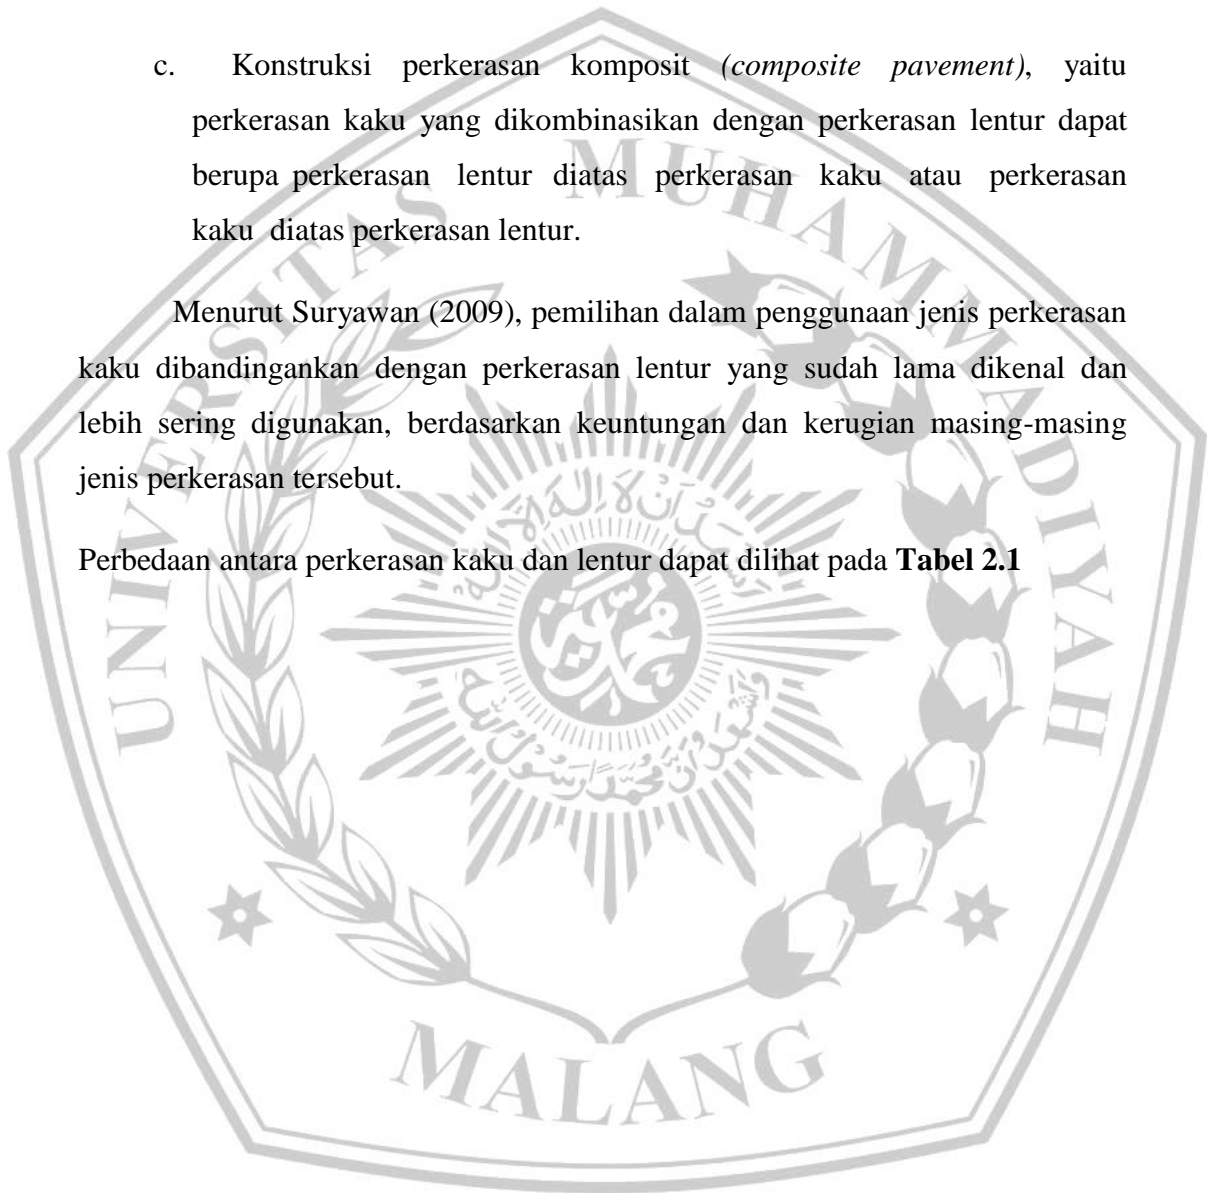 c. Konstruksi perkerasan komposit (composite pavement), yaitu
perkerasan kaku yang dikombinasikan dengan perkerasan lentur dapat
berupa perkerasan lentur diatas perkerasan kaku atau perkerasan
kaku diatas perkerasan lentur.
Menurut Suryawan (2009), pemilihan dalam penggunaan jenis perkerasan
kaku dibandingankan dengan perkerasan lentur yang sudah lama dikenal dan
lebih sering digunakan, berdasarkan keuntungan dan kerugian masing-masing
jenis perkerasan tersebut.
Perbedaan antara perkerasan kaku dan lentur dapat dilihat pada Tabel 2.1
UNIVERSITAS MUHAMMADIYAH
MALANG